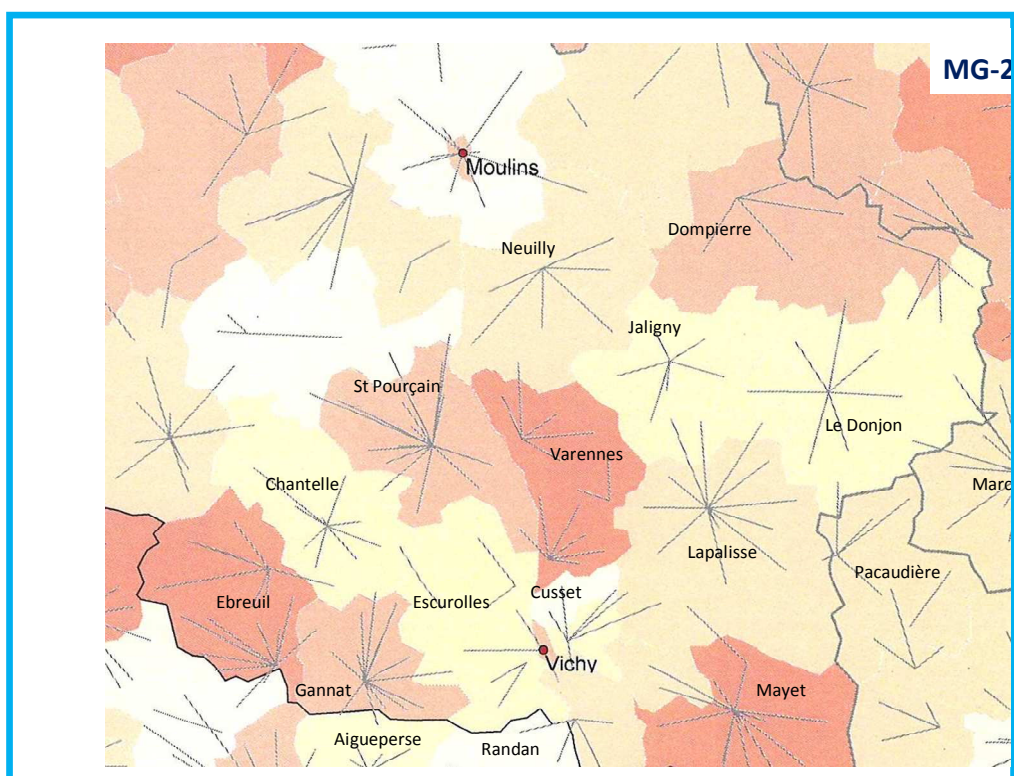 MG-2
Moulins
Dompierre
Neuilly
Jaligny
St Pourçain
Le Donjon
Varennes
Chantelle
Lapalisse
Pacaudière
Cusset
Ebreuil
Escurolles
Vichy
Gannat
Mayet
Aigueperse
Randan